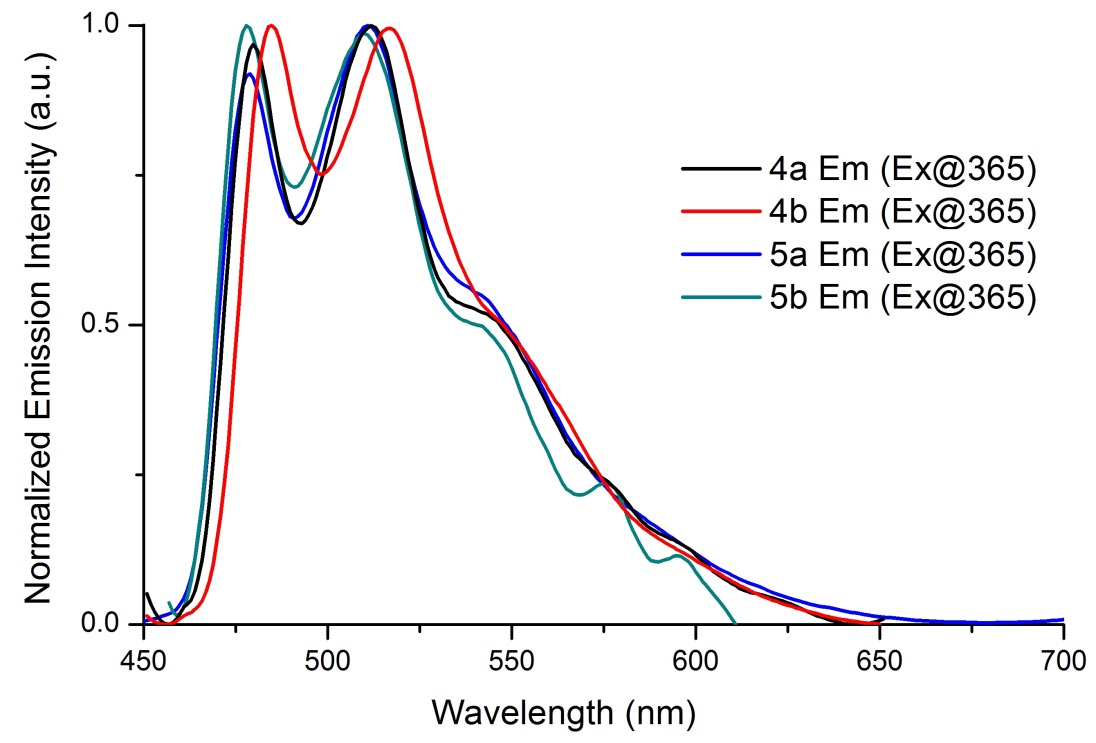 Normalized Emission Intensity (a.u.)
1.0
0.5
0.0
4a Em (Ex@365)
4b Em (Ex@365)
5a Em (Ex@365)
5b Em (Ex@365)
450 500 550 600 650 700
Wavelength (nm)